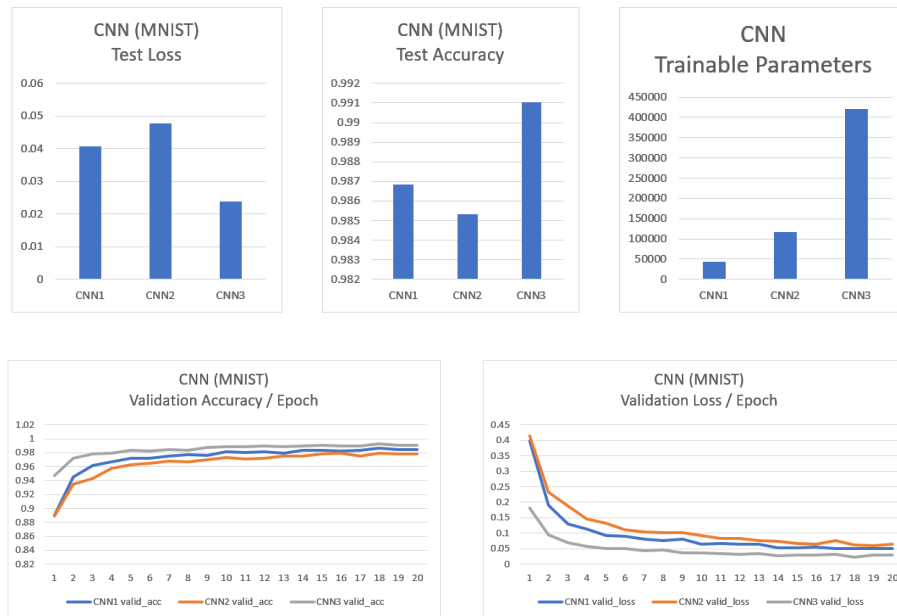 CNN (MNIST)
Test Loss
0.06
0.05
0.04
0.03
0.02
0.01
0
CNN1 CNN2 CNN3
CNN (MNIST)
Test Accuracy
0.992
0.991
0.99
0.989
0.988
0.987
0.986
0.985
0.984
0.983
0.982
CNN1 CNN2 CNN3
CNN
Trainable Parameters
450000
400000
350000
300000
250000
200000
150000
100000
50000
0
CNN1 CNN2 CNN3
CNN (MNIST)
Validation Accuracy / Epoch
1.02
1
0.98
0.96
0.94
0.92
0.9
0.88
0.86
0.84
0.82
1 2 3 4 5 6 7 8 9 10 11 12 13 14 15 16 17 18 19 20
CNN1 valid_acc CNN2 valid_acc CNN3 valid_acc
CNN (MNIST)
Validation Loss / Epoch
0.45
0.4
0.35
0.3
0.25
0.2
0.15
0.1
0.05
0
1 2 3 4 5 6 7 8 9 10 11 12 13 14 15 16 17 18 19 20
CNN1 valid_loss CNN2 valid_loss CNN3 valid_loss